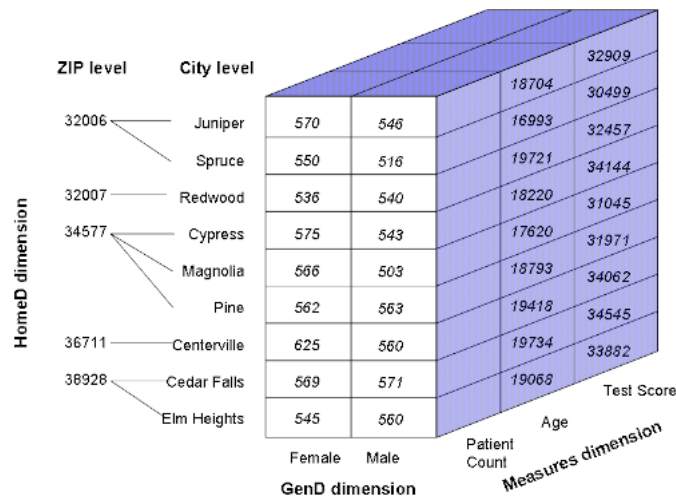 ZIP level City level
32006 Juniper 570 546 18704 32909
Spruce 550 516 16993 30499
32007 Redwood 536 540 19721 32457
34577 Cypress 575 543 18220 34144
Magnolia 566 503 17620 31045
Pine 562 563 18793 31971
36711 Centerville 625 560 19418 34062
38928 Cedar Falls 569 571 19734 34545
Elm Heights 545 560 19068 33882
HomeD dimension
Female Male
GenD dimension
Patient
Count
Age
Test Score
Measures dimension